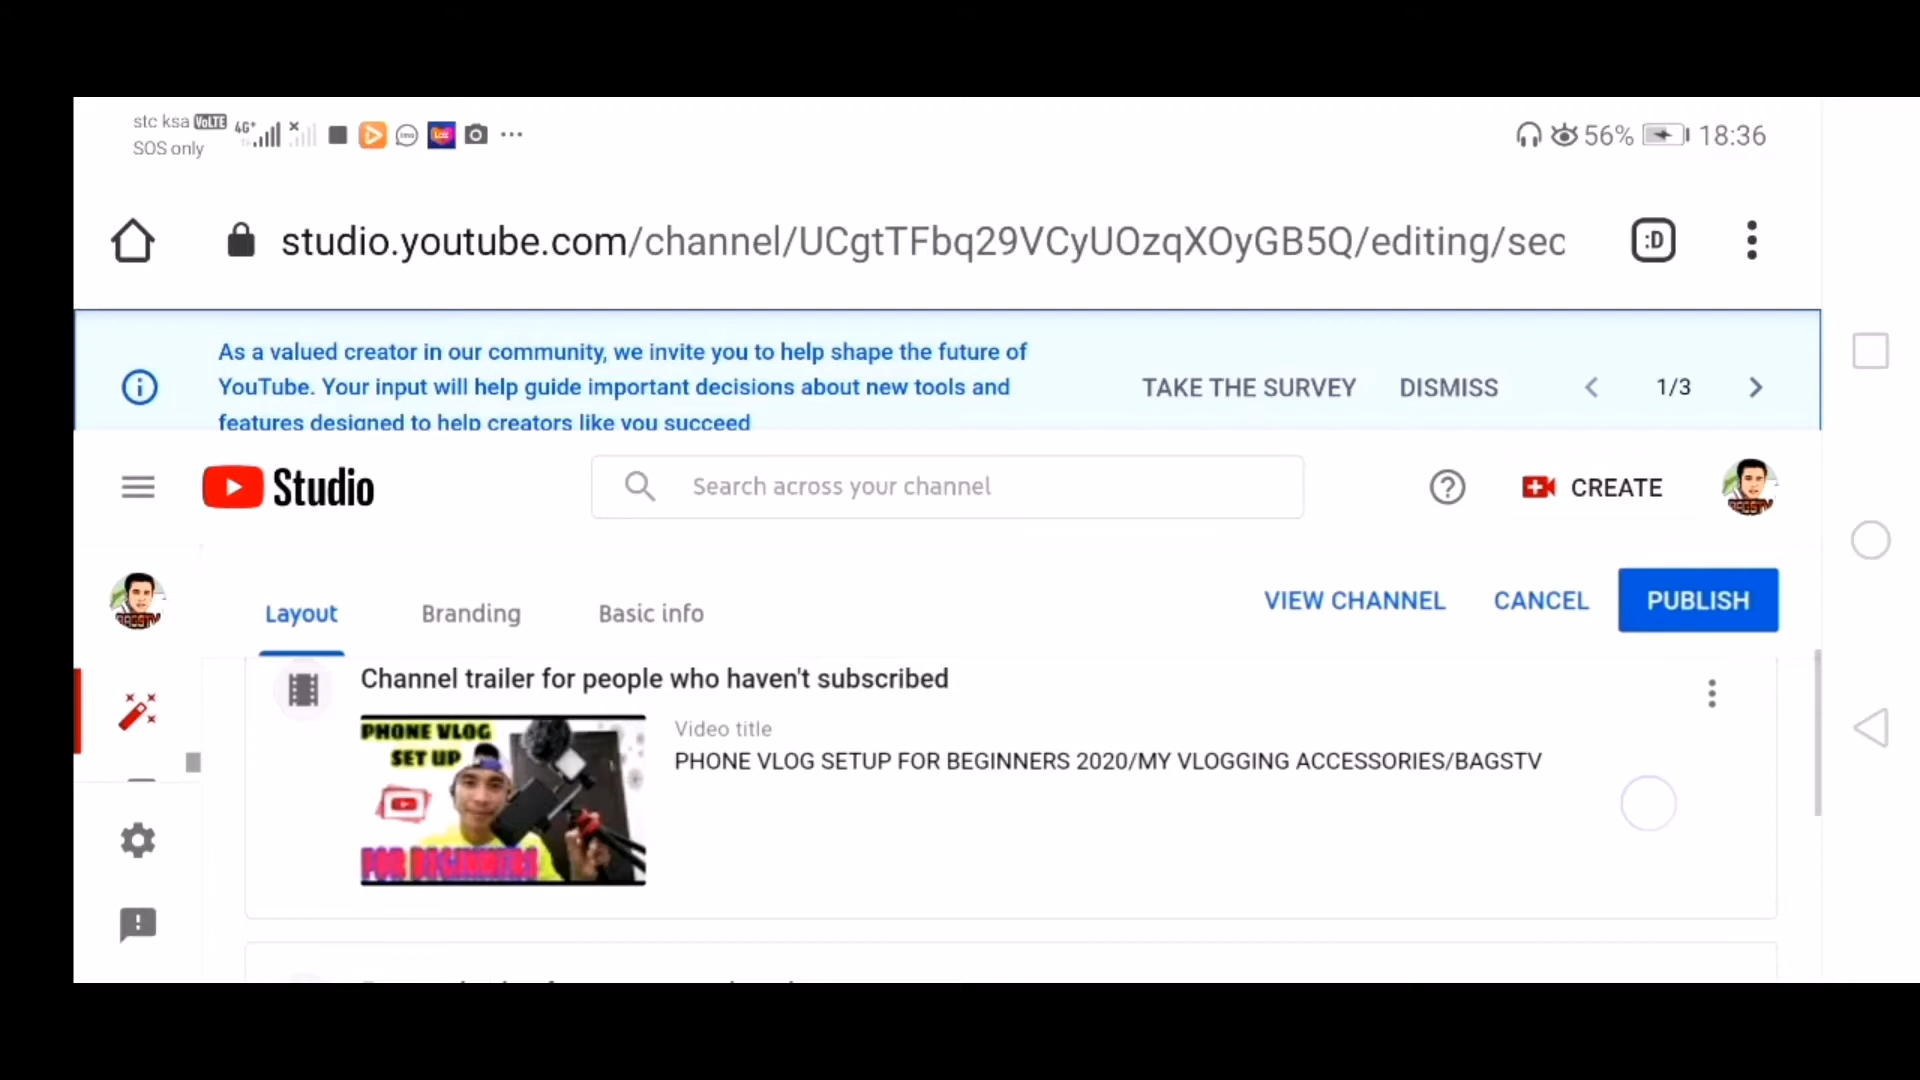 stc ksa VoLTE
SOS only
4G+
56%
18:36
studio.youtube.com/channel/UCgtTFbq29VCyUOzqXOyGB5Q/editing/sec
:D
As a valued creator in our community, we invite you to help shape the future of
YouTube. Your input will help guide important decisions about new tools and
features designed to help creators like you succeed
TAKE THE SURVEY
DISMISS
1/3
Studio
Search across your channel
CREATE
Layout
Branding
Basic info
VIEW CHANNEL
CANCEL
PUBLISH
Channel trailer for people who haven't subscribed
PHONE VLOG
SET UP
FOR BEGINNERS
Video title
PHONE VLOG SETUP FOR BEGINNERS 2020/MY VLOGGING ACCESSORIES/BAGSTV